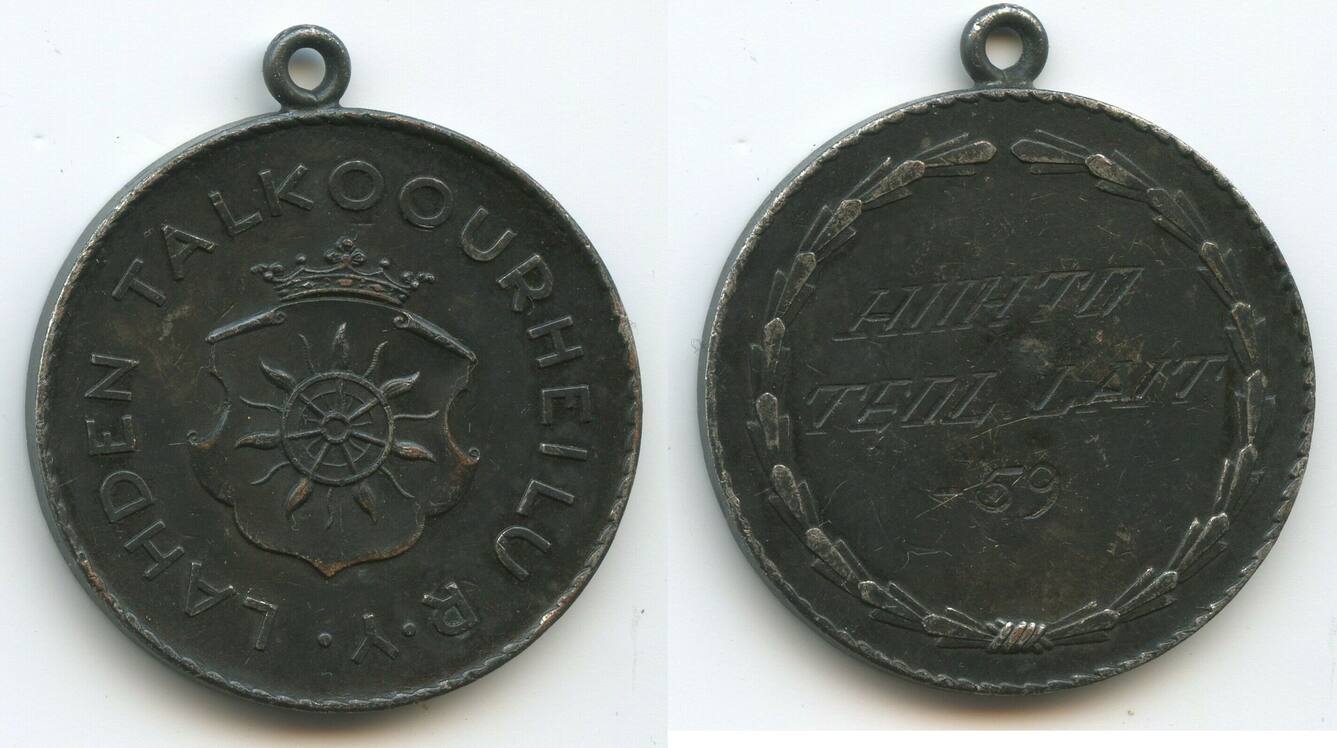 LAHDEN TALKOOURHEILU R.Y.
HIIHTO
TEOL. LAIT
-59